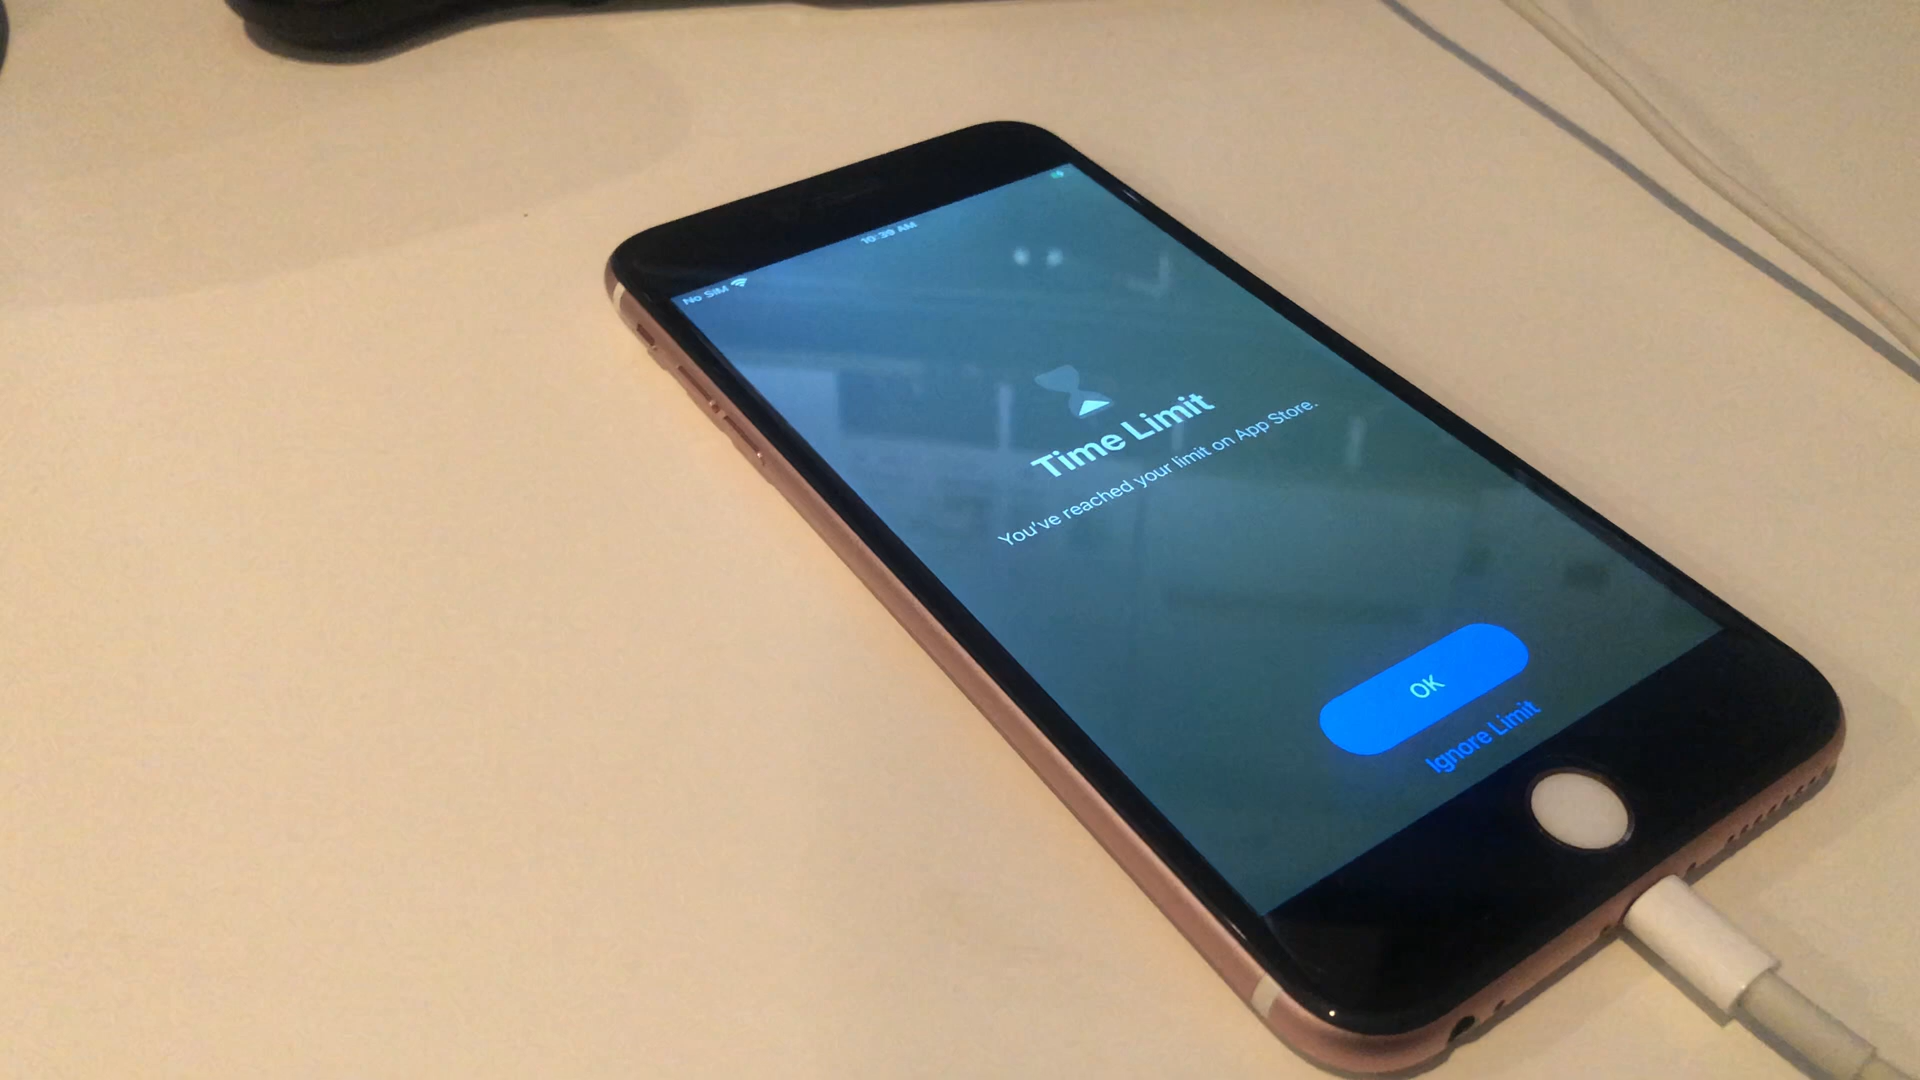 No SIM
10:39 AM
Time Limit
You've reached your limit on App Store.
OK
Ignore Limit